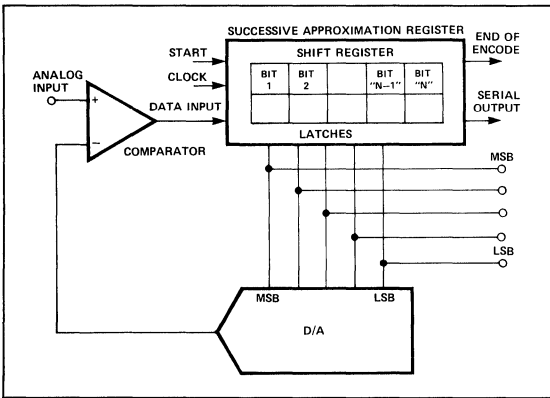 SUCCESSIVE APPROXIMATION REGISTER
START
SHIFT REGISTER
END OF
ENCODE
CLOCK
BIT
1
BIT
2
BIT
"N–1"
BIT
"N"
ANALOG
INPUT
+
–
DATA INPUT
SERIAL
OUTPUT
LATCHES
COMPARATOR
MSB
LSB
MSB
LSB
D/A